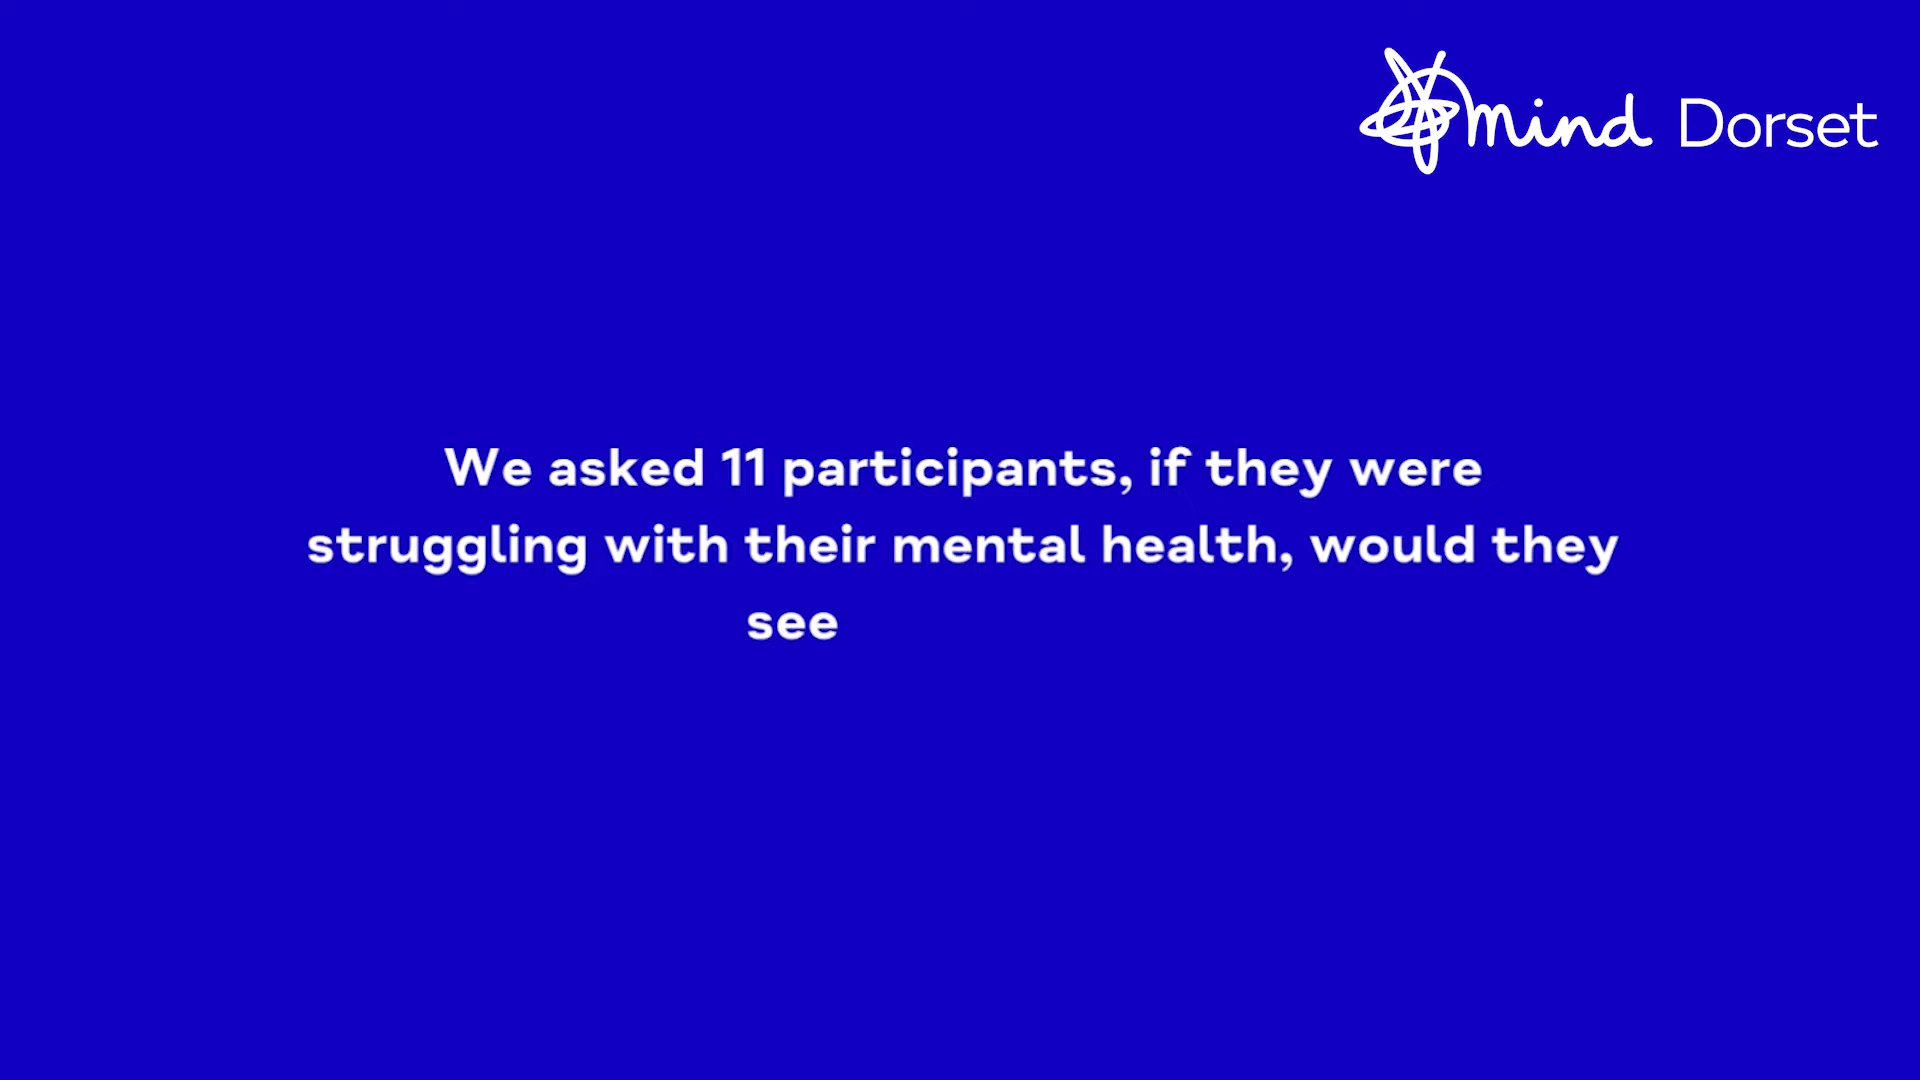 mind Dorset
We asked 11 participants, if they were
struggling with their mental health, would they
see